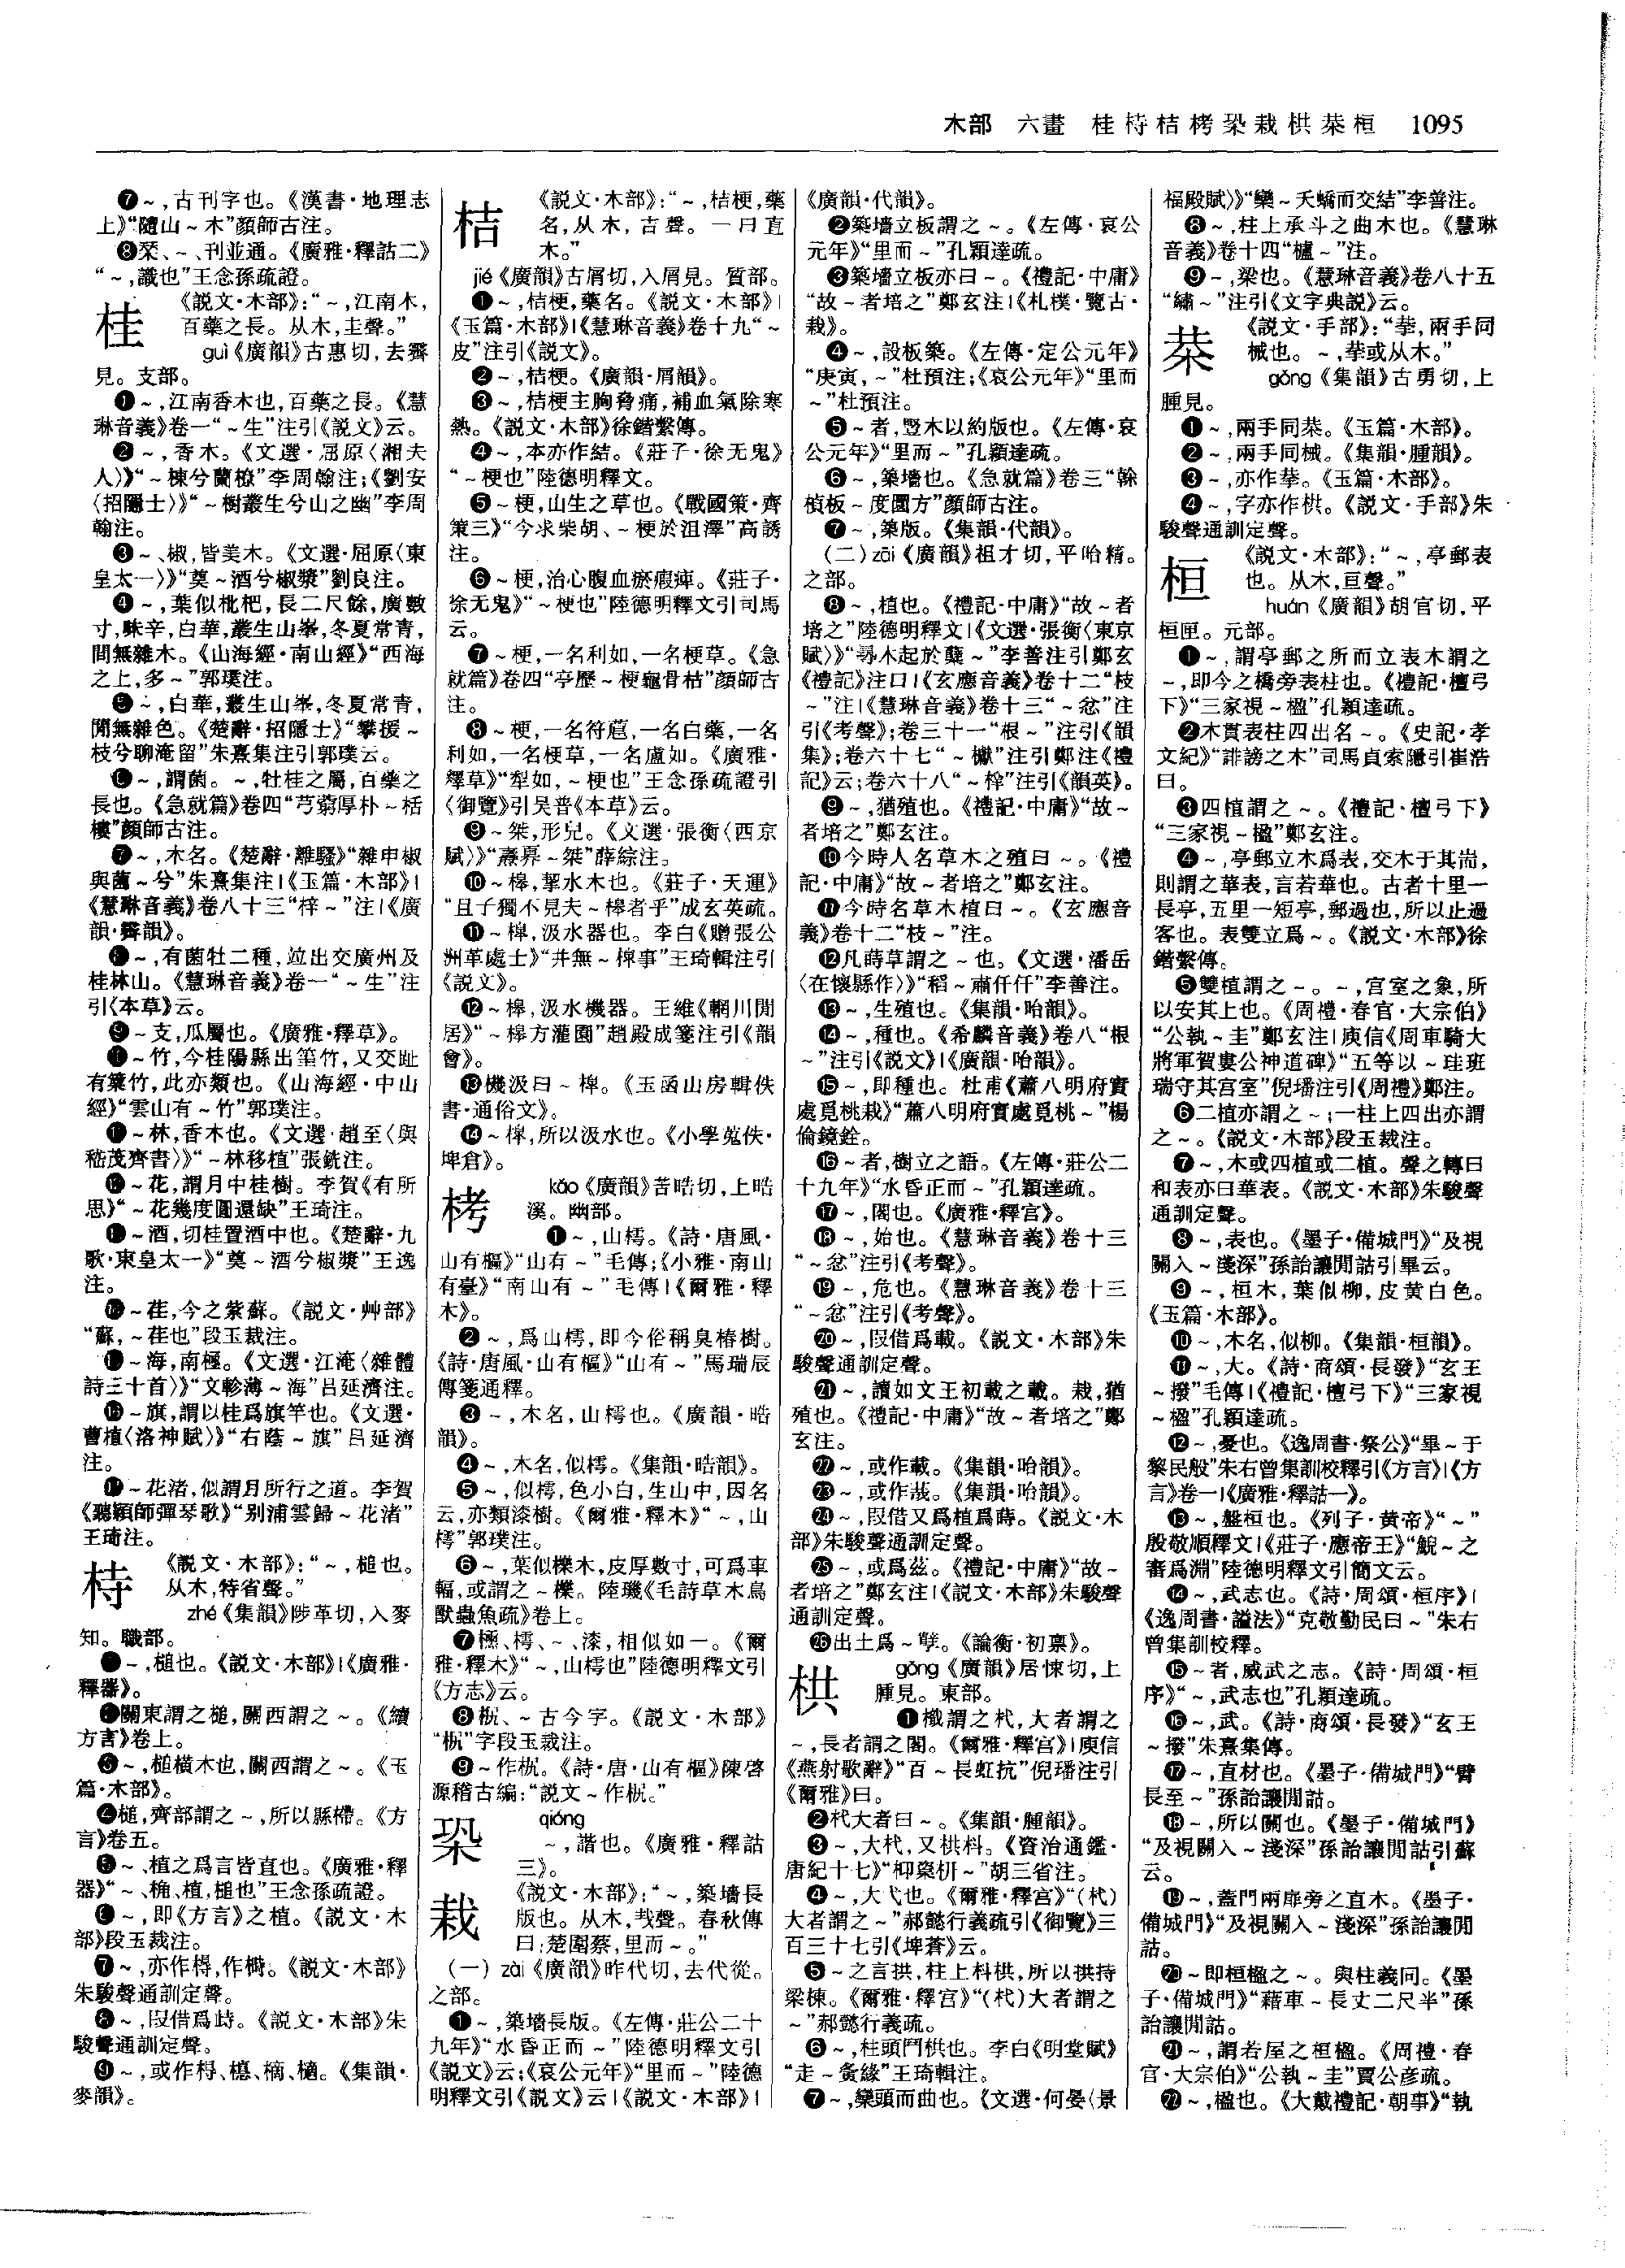 木部　六畫　桂㭙桔栲㭟栽栱㭟桓　1095
❼～,古刊字也。《漢書·地理志
上》“隨山～木”顏師古注。
❽栞、～、刊並通。《廣雅·釋詁二》
“～,識也”王念孫疏證。
桂
《説文·木部》：“～,江南木,
百藥之長。从木,圭聲。”
guì《廣韻》古惠切,去霽
見。支部。
❶～,江南香木也,百藥之長。《慧
琳音義》卷一“～生”注引《説文》云。
❷～,香木。《文選·屈原〈湘夫
人〉》“～棟兮蘭橑”李周翰注;《劉安
〈招隱士〉》“～樹叢生兮山之幽”李周
翰注。
❸～、椒,皆美木。《文選·屈原〈東
皇太一〉》“奠～酒兮椒漿”劉良注。
❹～,葉似枇杷,長二尺餘,廣數
寸,味辛,白華,叢生山峯,冬夏常青,
間無雜木。《山海經·南山經》“西海
之上,多～”郭璞注。
❺～,白華,叢生山峯,冬夏常青,
閒無雜色。《楚辭·招隱士》“攀援～
枝兮聊淹留”朱熹集注引郭璞云。
❻～,謂菌。～,牡桂之屬,百藥之
長也。《急就篇》卷四“芎藭厚朴～栝
樓”顏師古注。
❼～,木名。《楚辭·離騷》“雜申椒
與菌～兮”朱熹集注|《玉篇·木部》|
《慧琳音義》卷八十三“梓～”注|《廣
韻·霽韻》。
❽～,有菌牡二種,竝出交廣州及
桂林山。《慧琳音義》卷一“～生”注
引《本草》云。
❾～支,瓜屬也。《廣雅·釋草》。
❿～竹,今桂陽縣出筀竹,又交趾
有篥竹,此亦類也。《山海經·中山
經》“雲山有～竹”郭璞注。
⓫～林,香木也。《文選·趙至〈與
嵇茂齊書〉》“～林移植”張銑注。
⓬～花,謂月中桂樹。李賀《有所
思》“～花幾度圓還缺”王琦注。
⓭～酒,切桂置酒中也。《楚辭·九
歌·東皇太一》“奠～酒兮椒漿”王逸
注。
⓮～荏,今之紫蘇。《説文·艸部》
“蘇,～荏也”段玉裁注。
⓯～海,南極。《文選·江淹〈雜體
詩三十首〉》“文軫薄～海”呂延濟注。
⓰～旗,謂以桂爲旗竿也。《文選·
曹植〈洛神賦〉》“右蔭～旗”呂延濟
注。
⓱～花渚,似謂月所行之道。李賀
《聽穎師彈琴歌》“别浦雲歸～花渚”
王琦注。
㭙
《説文·木部》：“～,槌也。
从木,特省聲。”
zhé《集韻》陟革切,入麥
知。職部。
❶～,槌也。《説文·木部》|《廣雅·
釋器》。
❷關東謂之槌,關西謂之～。《續
方言》卷上。
❸～,槌橫木也,關西謂之～。《玉
篇·木部》。
❹槌,齊部謂之～,所以縣㯂。《方
言》卷五。
❺～、植之爲言皆直也。《廣雅·釋
器》“～、桷、植,槌也”王念孫疏證。
❻～,即《方言》之植。《説文·木
部》段玉裁注。
❼～,亦作樳,作㭙。《説文·木部》
朱駿聲通訓定聲。
❽～,叚借爲持。《説文·木部》朱
駿聲通訓定聲。
❾～,或作㭙、櫋、樀、槏。《集韻·
麥韻》。
桔
《説文·木部》：“～,桔梗,藥
名,从木,吉聲。一曰直
木。”
jié《廣韻》古屑切,入屑見。質部。
❶～,桔梗,藥名。《説文·木部》|
《玉篇·木部》|《慧琳音義》卷十九“～
皮”注引《説文》。
❷～,桔梗。《廣韻·屑韻》。
❸～,桔梗主胸脅痛,補血氣除寒
熱。《説文·木部》徐鍇繫傳。
❹～,本亦作結。《莊子·徐无鬼》
“～梗也”陸德明釋文。
❺～梗,山生之草也。《戰國策·齊
策三》“今求柴胡、～梗於沮澤”高誘
注。
❻～梗,治心腹血瘀瘕痺。《莊子·
徐无鬼》“～梗也”陸德明釋文引司馬
云。
❼～梗,一名利如,一名梗草。《急
就篇》卷四“亭歷～梗龜骨枯”顏師古
注。
❽～梗,一名符蔰,一名白藥,一名
利如,一名梗草,一名盧如。《廣雅·
釋草》“犁如,～梗也”王念孫疏證引
《御覽》引吴普《本草》云。
❾～桀,形皃。《文選·張衡〈西京
賦〉》“橐㚖～桀”薛綜注。
❿～槔,挈水木也。《莊子·天運》
“且子獨不見夫～槔者乎”成玄英疏。
⓫～槔,汲水器也。李白《贈張公
洲革處士》“井無～槔事”王琦輯注引
《説文》。
⓬～槔,汲水機器。王維《輞川閒
居》“～槔方灌園”趙殿成箋注引《韻
會》。
⓭機汲曰～槔。《玉函山房輯佚
書·通俗文》。
⓮～槔,所以汲水也。《小學蒐佚·
埤倉》。
栲
kǎo《廣韻》苦晧切,上晧
溪。幽部。
❶～,山樗。《詩·唐風·
山有樞》“山有～”毛傳;《小雅·南山
有臺》“南山有～”毛傳|《爾雅·釋
木》。
❷～,爲山樗,即今俗稱臭椿樹。
《詩·唐風·山有樞》“山有～”馬瑞辰
傳箋通釋。
❸～,木名,山樗也。《廣韻·晧
韻》。
❹～,木名,似樗。《集韻·晧韻》。
❺～,似樗,色小白,生山中,因名
云,亦類漆樹。《爾雅·釋木》“～,山
樗”郭璞注。
❻～,葉似櫟木,皮厚數寸,可爲車
輻,或謂之～櫟。陸璣《毛詩草木鳥
獸蟲魚疏》卷上。
❼櫄、樗、～、漆,相似如一。《爾
雅·釋木》“～,山樗也”陸德明釋文引
《方志》云。
❽㮇、～古今字。《説文·木部》
“㮇”字段玉裁注。
❾～作㮇。《詩·唐·山有樞》陳啓
源稽古編：“説文～作㮇。”
qióng
～,譜也。《廣雅·釋詁
三》。
栽
《説文·木部》：“～,築墻長
版也。从木,𢦏聲。春秋傳
曰:楚圍蔡,里而～。”
(一) zài《廣韻》昨代切,去代從。
之部。
❶～,築墻長版。《左傳·莊公二十
九年》“水昏正而～”陸德明釋文引
《説文》云;《哀公元年》“里而～”陸德
明釋文引《説文》云|《説文·木部》|
《廣韻·代韻》。
❷築墻立板謂之～。《左傳·哀公
元年》“里而～”孔穎達疏。
❸築墻立板亦曰～。《禮記·中庸》
“故～者培之”鄭玄注|《札樸·覽古·
栽》。
❹～,設板築。《左傳·定公元年》
“庚寅,～”杜預注;《哀公元年》“里而
～”杜預注。
❺～者,豎木以約版也。《左傳·哀
公元年》“里而～”孔穎達疏。
❻～,築墻也。《急就篇》卷三“榦
楨板～度圜方”顏師古注。
❼～,築版。《集韻·代韻》。
(二) zāi《廣韻》祖才切,平咍精。
之部。
❽～,植也。《禮記·中庸》“故～者
培之”陸德明釋文|《文選·張衡〈東京
賦〉》“尋木起於蘖～”李善注引鄭玄
《禮記》注曰|《玄應音義》卷十二“枝
～”注|《慧琳音義》卷十三“～㤅”注
引《考聲》;卷三十一“根～”注引《韻
集》;卷六十七“～櫱”注引鄭注《禮
記》云;卷六十八“～桙”注引《韻英》。
❾～,猶殖也。《禮記·中庸》“故～
者培之”鄭玄注。
❿今時人名草木之殖曰～。《禮
記·中庸》“故～者培之”鄭玄注。
⓫今時名草木植曰～。《玄應音
義》卷十二“枝～”注。
⓬凡蒔草謂之～也。《文選·潘岳
〈在懷縣作〉》“稻～肅仟仟”李善注。
⓭～,生殖也。《集韻·咍韻》。
⓮～,種也。《希麟音義》卷八“根
～”注引《説文》|《廣韻·咍韻》。
⓯～,即種也。杜甫《蕭八明府實
處覓桃栽》“蕭八明府實處覓桃～”楊
倫鏡銓。
⓰～者,樹立之語。《左傳·莊公二
十九年》“水昏正而～”孔穎達疏。
⓱～,閣也。《廣雅·釋宫》。
⓲～,始也。《慧琳音義》卷十三
“～㤅”注引《考聲》。
⓳～,危也。《慧琳音義》卷十三
“～㤅”注引《考聲》。
⓴～,叚借爲載。《説文·木部》朱
駿聲通訓定聲。
㉑～,讀如文王初載之載。栽,猶
殖也。《禮記·中庸》“故～者培之”鄭
玄注。
㉒～,或作載。《集韻·咍韻》。
㉓～,或作㢤。《集韻·咍韻》。
㉔～,叚借又爲植爲蒔。《説文·木
部》朱駿聲通訓定聲。
㉕～,或爲茲。《禮記·中庸》“故～
者培之”鄭玄注|《説文·木部》朱駿聲
通訓定聲。
㉖出土爲～孽。《論衡·初禀》。
栱
gǒng《廣韻》居悚切,上
腫見。東部。
❶樴謂之杙,大者謂之
～,長者謂之閣。《爾雅·釋宫》|庾信
《燕射歌辭》“百～長虹抗”倪璠注引
《爾雅》曰。
❷杙大者曰～。《集韻·腫韻》。
❸～,大杙,又栱枓。《資治通鑑·
唐紀十七》“枊㮰枅～”胡三省注。
❹～,大弋也。《爾雅·釋宫》“(杙)
大者謂之～”郝懿行義疏引《御覽》三
百三十七引《埤蒼》云。
❺～之言拱,柱上枓栱,所以拱持
梁棟。《爾雅·釋宫》“(杙)大者謂之
～”郝懿行義疏。
❻～,柱頭鬥栱也。李白《明堂賦》
“走～夤緣”王琦輯注。
❼～,欒頭而曲也。《文選·何晏〈景
福殿賦〉》“欒～夭蟜而交結”李善注。
❽～,柱上承斗之曲木也。《慧琳
音義》卷十四“櫨～”注。
❾～,梁也。《慧琳音義》卷八十五
“繡～”注引《文字典説》云。
《説文·手部》：“拲,兩手同
械也。～,拲或从木。”
gǒng《集韻》古勇切,上
腫見。
❶～,兩手同㭟。《玉篇·木部》。
❷～,兩手同械。《集韻·腫韻》。
❸～,亦作拲。《玉篇·木部》。
❹～,字亦作栱。《説文·手部》朱
駿聲通訓定聲。
桓
《説文·木部》：“～,亭郵表
也。从木,亘聲。”
huán《廣韻》胡官切,平
桓匣。元部。
❶～,謂亭郵之所而立表木謂之
～,即今之橋旁表柱也。《禮記·檀弓
下》“三家視～楹”孔穎達疏。
❷木貫表柱四出名～。《史記·孝
文紀》“誹謗之木”司馬貞索隱引崔浩
曰。
❸四植謂之～。《禮記·檀弓下》
“三家視～楹”鄭玄注。
❹～,亭郵立木爲表,交木于其耑,
則謂之華表,言若華也。古者十里一
長亭,五里一短亭,郵過也,所以止過
客也。表雙立爲～。《説文·木部》徐
鍇繫傳。
❺雙植謂之～。～,宫室之象,所
以安其上也。《周禮·春官·大宗伯》
“公執～圭”鄭玄注|庾信《周車騎大
將軍賀婁公神道碑》“五等以～珪班
瑞守其宫室”倪璠注引《周禮》鄭注。
❻二植亦謂之～;一柱上四出亦謂
之～。《説文·木部》段玉裁注。
❼～,木或四植或二植。聲之轉曰
和表亦曰華表。《説文·木部》朱駿聲
通訓定聲。
❽～,表也。《墨子·備城門》“及視
關入～淺深”孫詒讓閒詁引畢云。
❾～,桓木,葉似柳,皮黄白色。
《玉篇·木部》。
❿～,木名,似柳。《集韻·桓韻》。
⓫～,大。《詩·商頌·長發》“玄王
～撥”毛傳|《禮記·檀弓下》“三家視
～楹”孔穎達疏。
⓬～,憂也。《逸周書·祭公》“畢～于
黎民般”朱右曾集訓校釋引《方言》|《方
言》卷一|《廣雅·釋詁一》。
⓭～,盤桓也。《列子·黄帝》“～”
殷敬順釋文|《莊子·應帝王》“鯢～之
審爲淵”陸德明釋文引簡文云。
⓮～,武志也。《詩·周頌·桓序》|
《逸周書·謚法》“克敬勤民曰～”朱右
曾集訓校釋。
⓯～者,威武之志。《詩·周頌·桓
序》“～,武志也”孔穎達疏。
⓰～,武。《詩·商頌·長發》“玄王
～撥”朱熹集傳。
⓱～,直材也。《墨子·備城門》“臂
長至～”孫詒讓閒詁。
⓲～,所以關也。《墨子·備城門》
“及視關入～淺深”孫詒讓閒詁引蘇
云。
⓳～,蓋門兩扉旁之直木。《墨子·
備城門》“及視關入～淺深”孫詒讓閒
詁。
⓴～即桓楹之～。與柱義同。《墨
子·備城門》“藉車～長丈二尺半”孫
詒讓閒詁。
㉑～,謂若屋之桓楹。《周禮·春
官·大宗伯》“公執～圭”賈公彦疏。
㉒～,楹也。《大戴禮記·朝事》“執